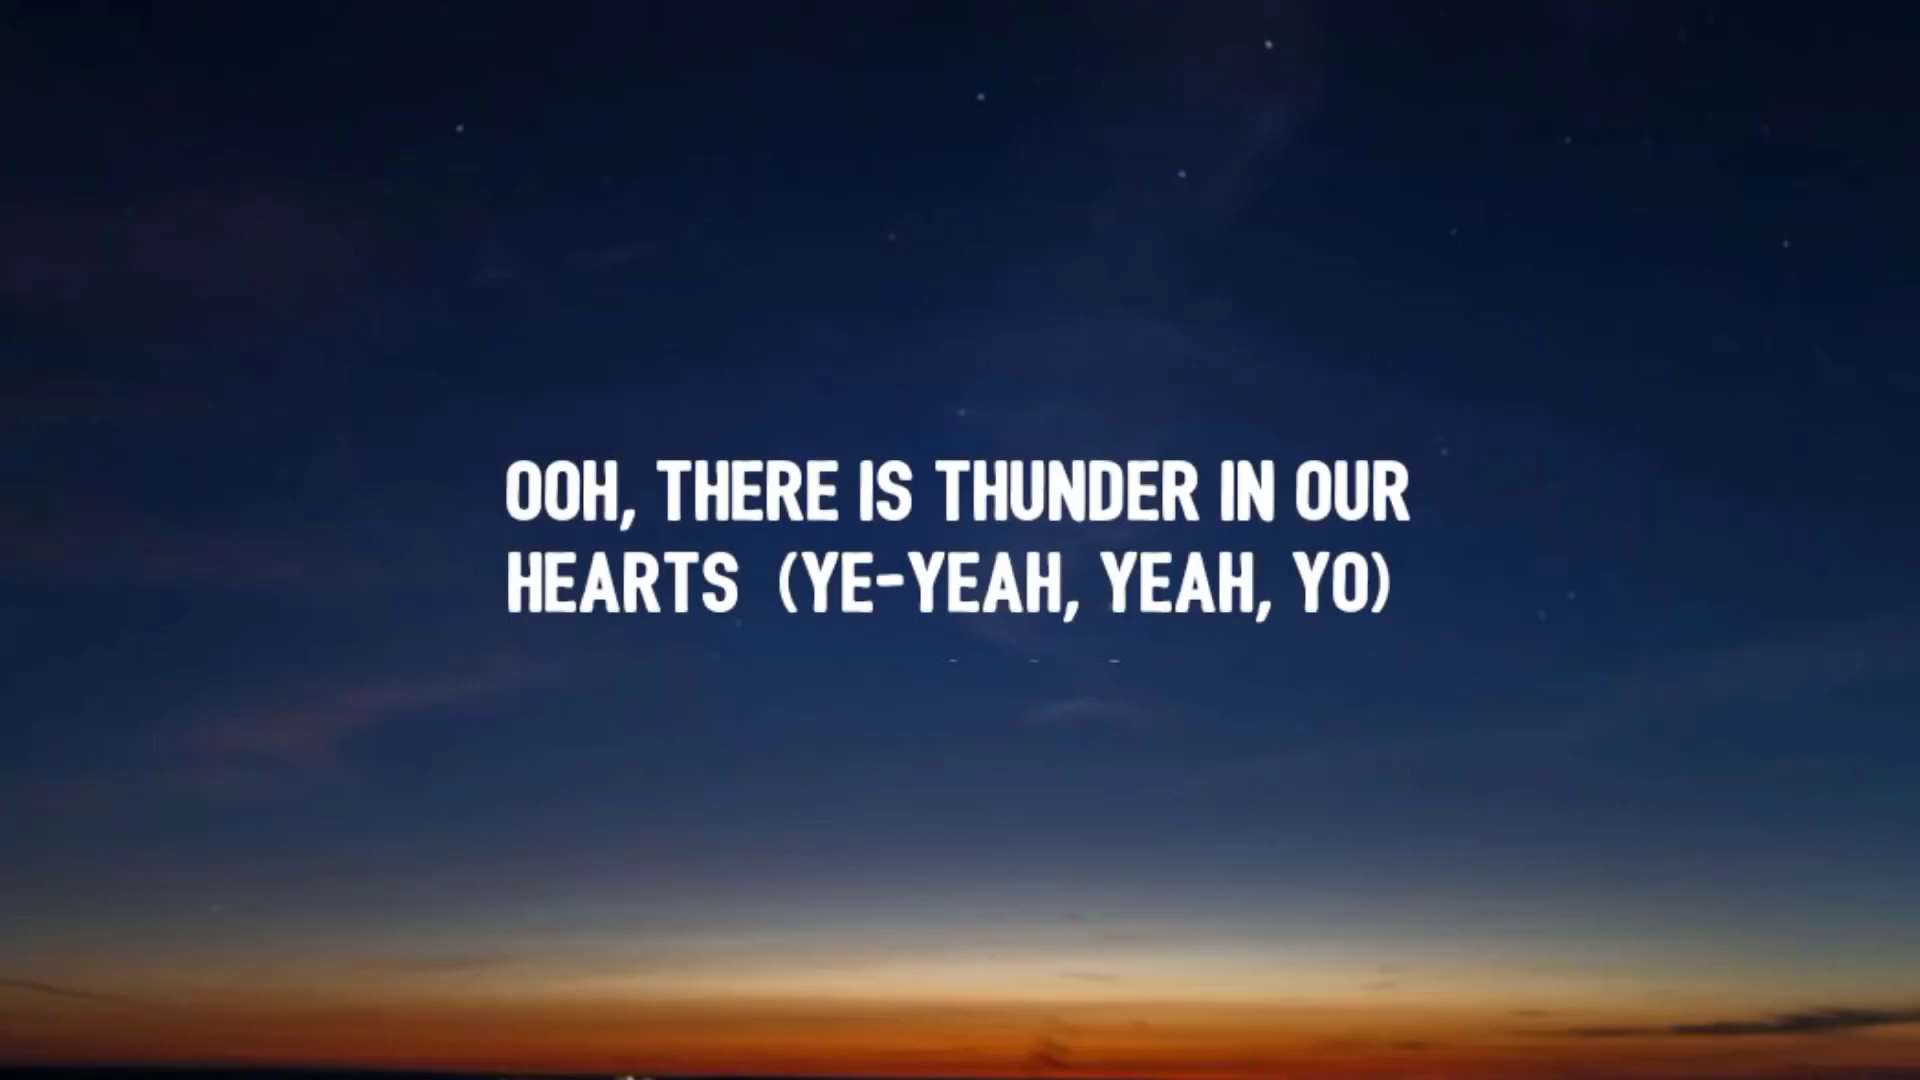 OOH, THERE IS THUNDER IN OUR
HEARTS (YE-YEAH, YEAH, YO)